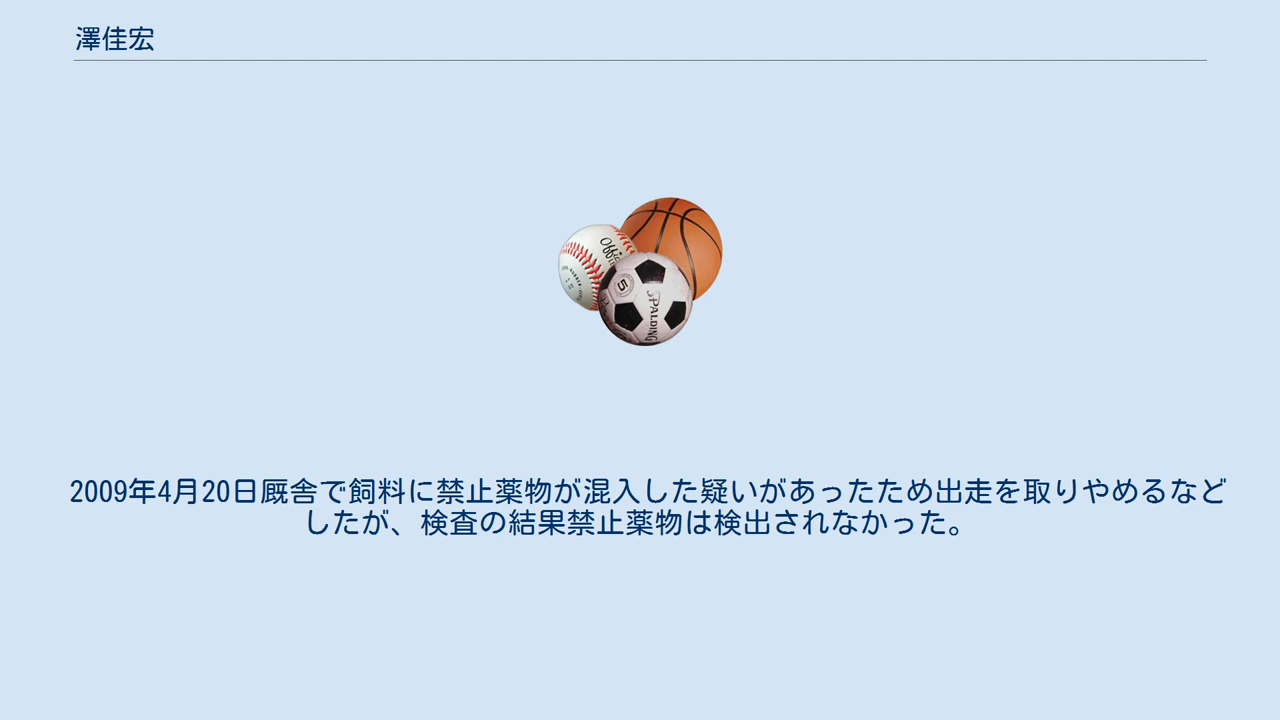 澤佳宏
Offic
5
SPALDING
2009年4月20日厩舎で飼料に禁止薬物が混入した疑いがあったため出走を取りやめるなど
したが、検査の結果禁止薬物は検出されなかった。